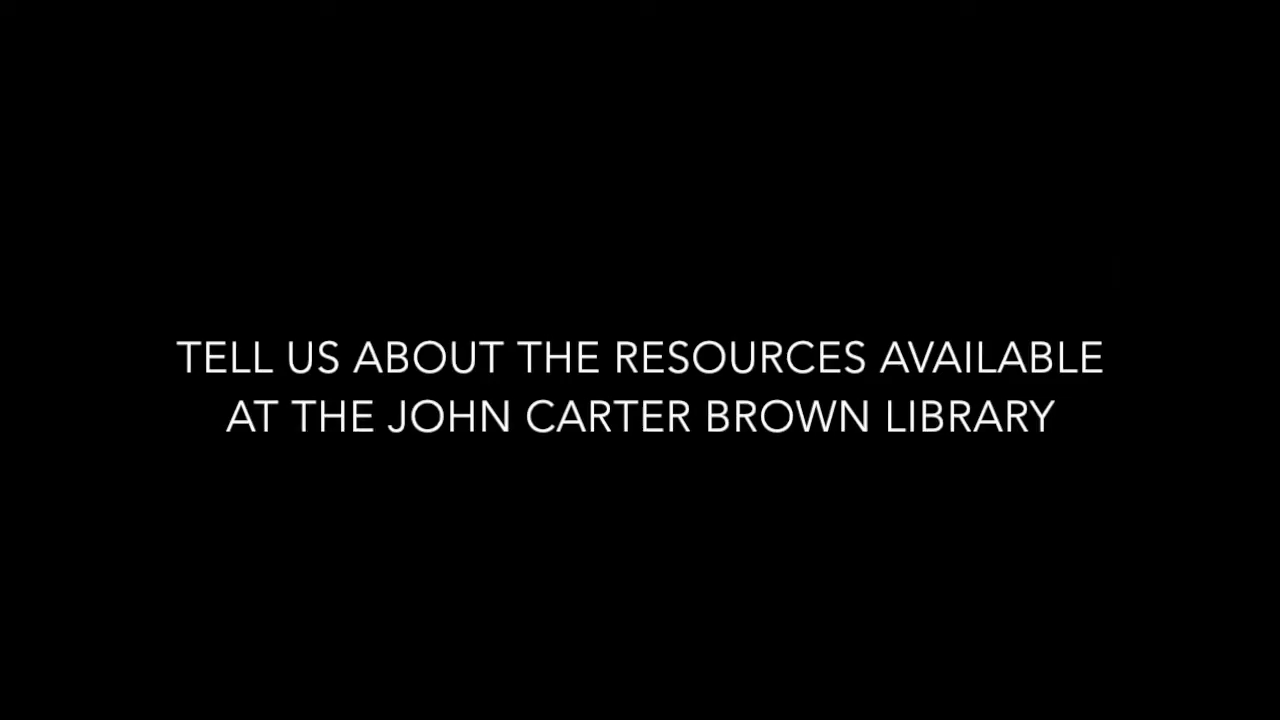 TELL US ABOUT THE RESOURCES AVAILABLE
AT THE JOHN CARTER BROWN LIBRARY